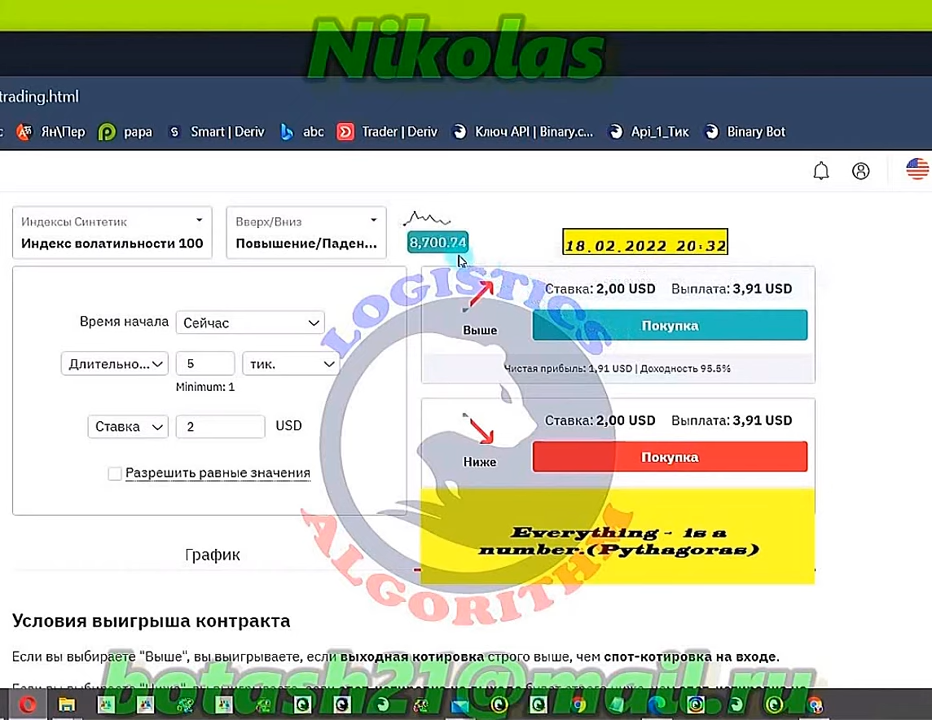 Nikolas
trading.html
Ян\Пер papa Smart | Deriv abc Trader | Deriv Ключ API | Binary.c... Api_1_Тик Binary Bot
Индексы Синтетик
Индекс волатильности 100
Вверх/Вниз
Повышение/Паден...
8,700.74
18.02.2022 20:32
LOGISTICS
ALGORITHM
Время начала Сейчас
Длительно... 5 тик.
Minimum: 1
Ставка 2 USD
Разрешить равные значения
Ставка: 2,00 USD Выплата: 3,91 USD
Выше Покупка
Чистая прибыль: 1,91 USD | Доходность 95.5%
Ставка: 2,00 USD Выплата: 3,91 USD
Ниже Покупка
Everything - is a
number.(Pythagoras)
График
Условия выигрыша контракта
Если вы выбираете "Выше", вы выигрываете, если выходная котировка строго выше, чем спот-котировка на входе.
botash21@mail.ru